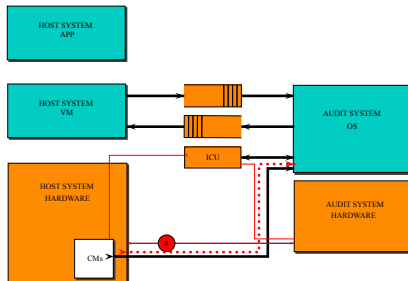 HOST SYSTEM
APP
HOST SYSTEM
VM
AUDIT SYSTEM
OS
ICU
HOST SYSTEM
HARDWARE
AUDIT SYSTEM
HARDWARE
4
CMs